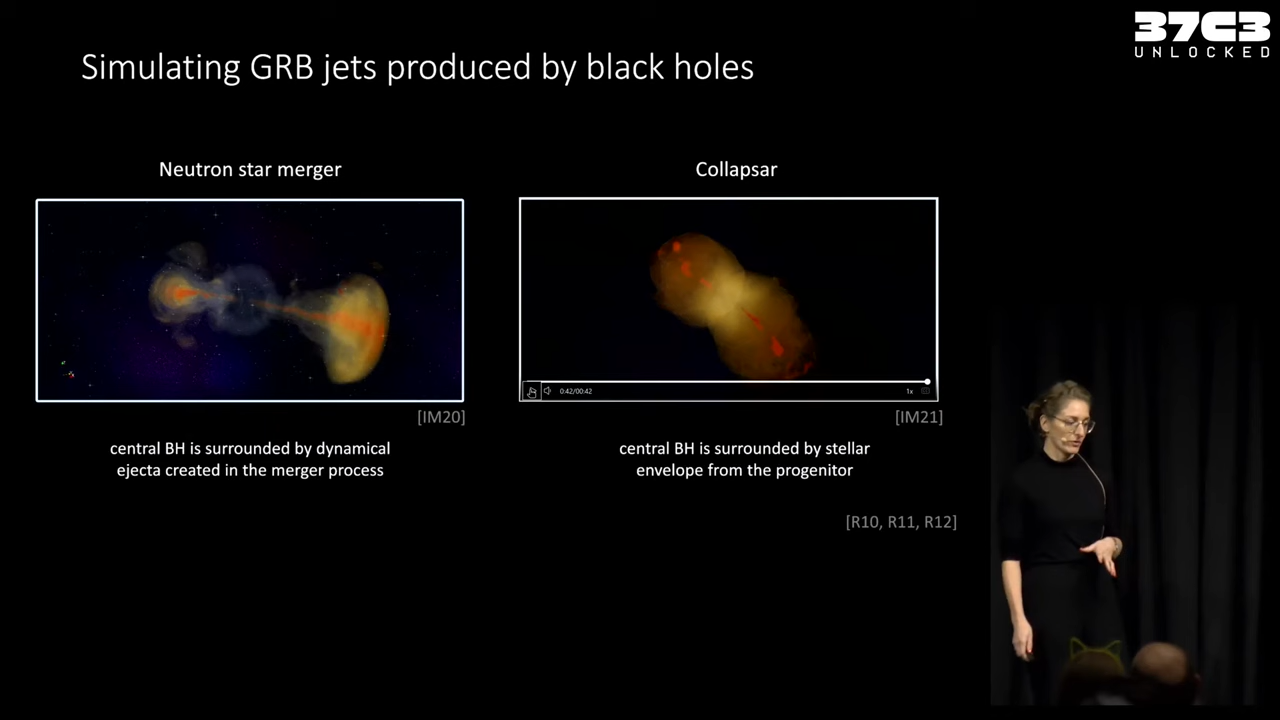 37C3
UNLOCKED
Simulating GRB jets produced by black holes
Neutron star merger
Collapsar
0:42/00:42
1x
[IM20]
[IM21]
central BH is surrounded by dynamical
ejecta created in the merger process
central BH is surrounded by stellar
envelope from the progenitor
[R10, R11, R12]